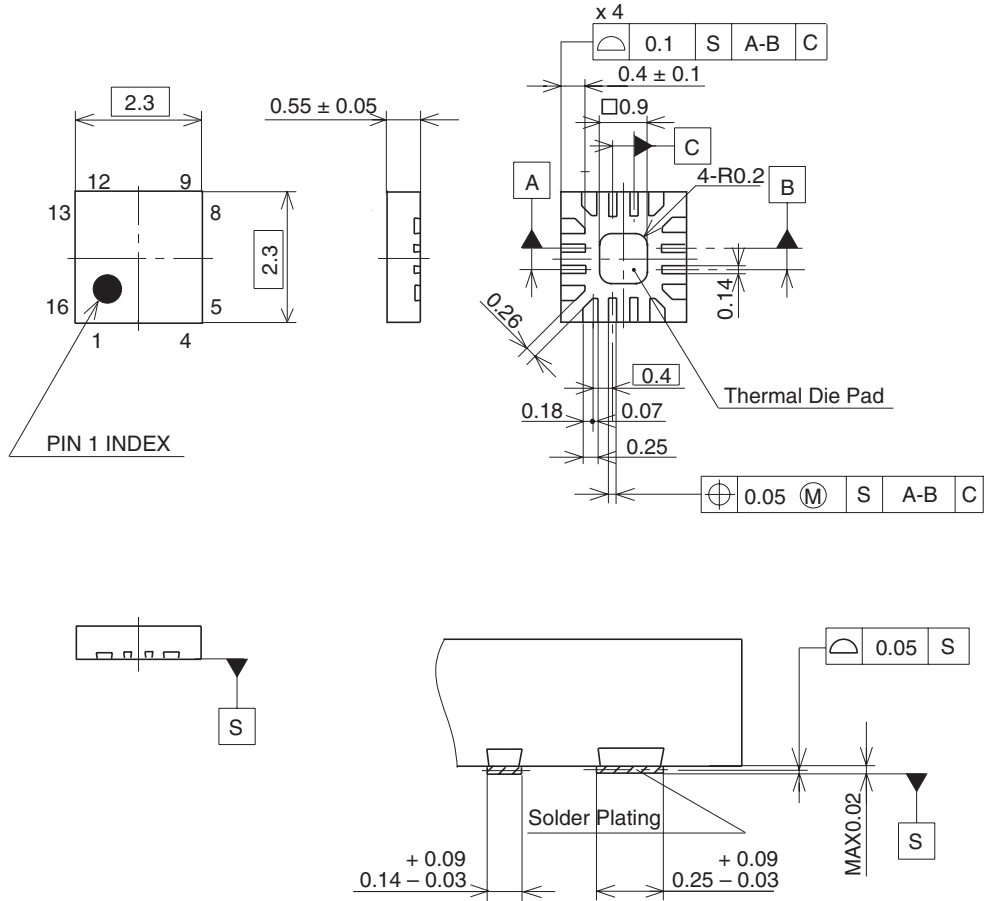 x 4
0.1 S A-B C
0.4 ± 0.1
2.3
0.55 ± 0.05
□0.9
C
4-R0.2
A
B
12 9
13 8
2.3
16 5
1 4
0.14
0.26
0.4
Thermal Die Pad
0.18 0.07
PIN 1 INDEX
0.25
0.05 Ⓜ S A-B C
0.05 S
S
Solder Plating
MAX0.02
S
+ 0.09
0.14 – 0.03
+ 0.09
0.25 – 0.03